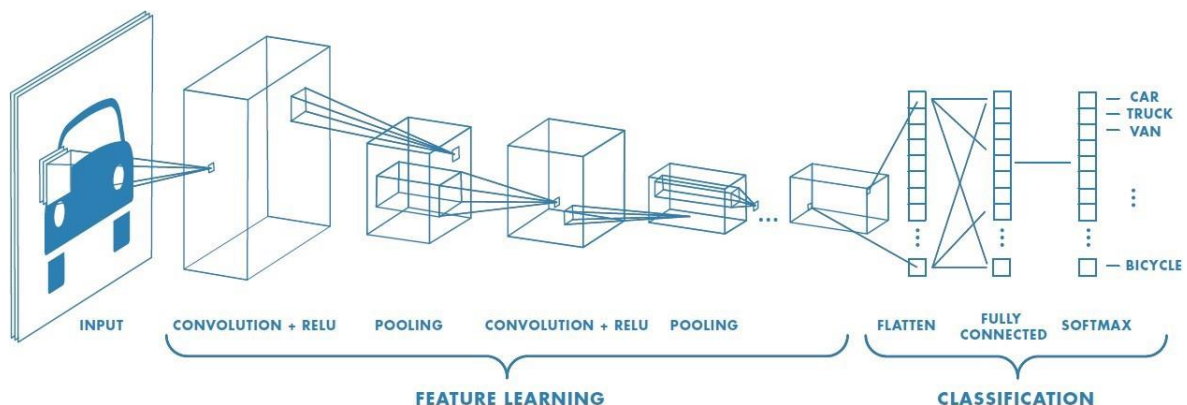 CAR
TRUCK
VAN
BICYCLE
INPUT
CONVOLUTION + RELU
POOLING
CONVOLUTION + RELU
POOLING
FLATTEN
FULLY
CONNECTED
SOFTMAX
FEATURE LEARNING
CLASSIFICATION